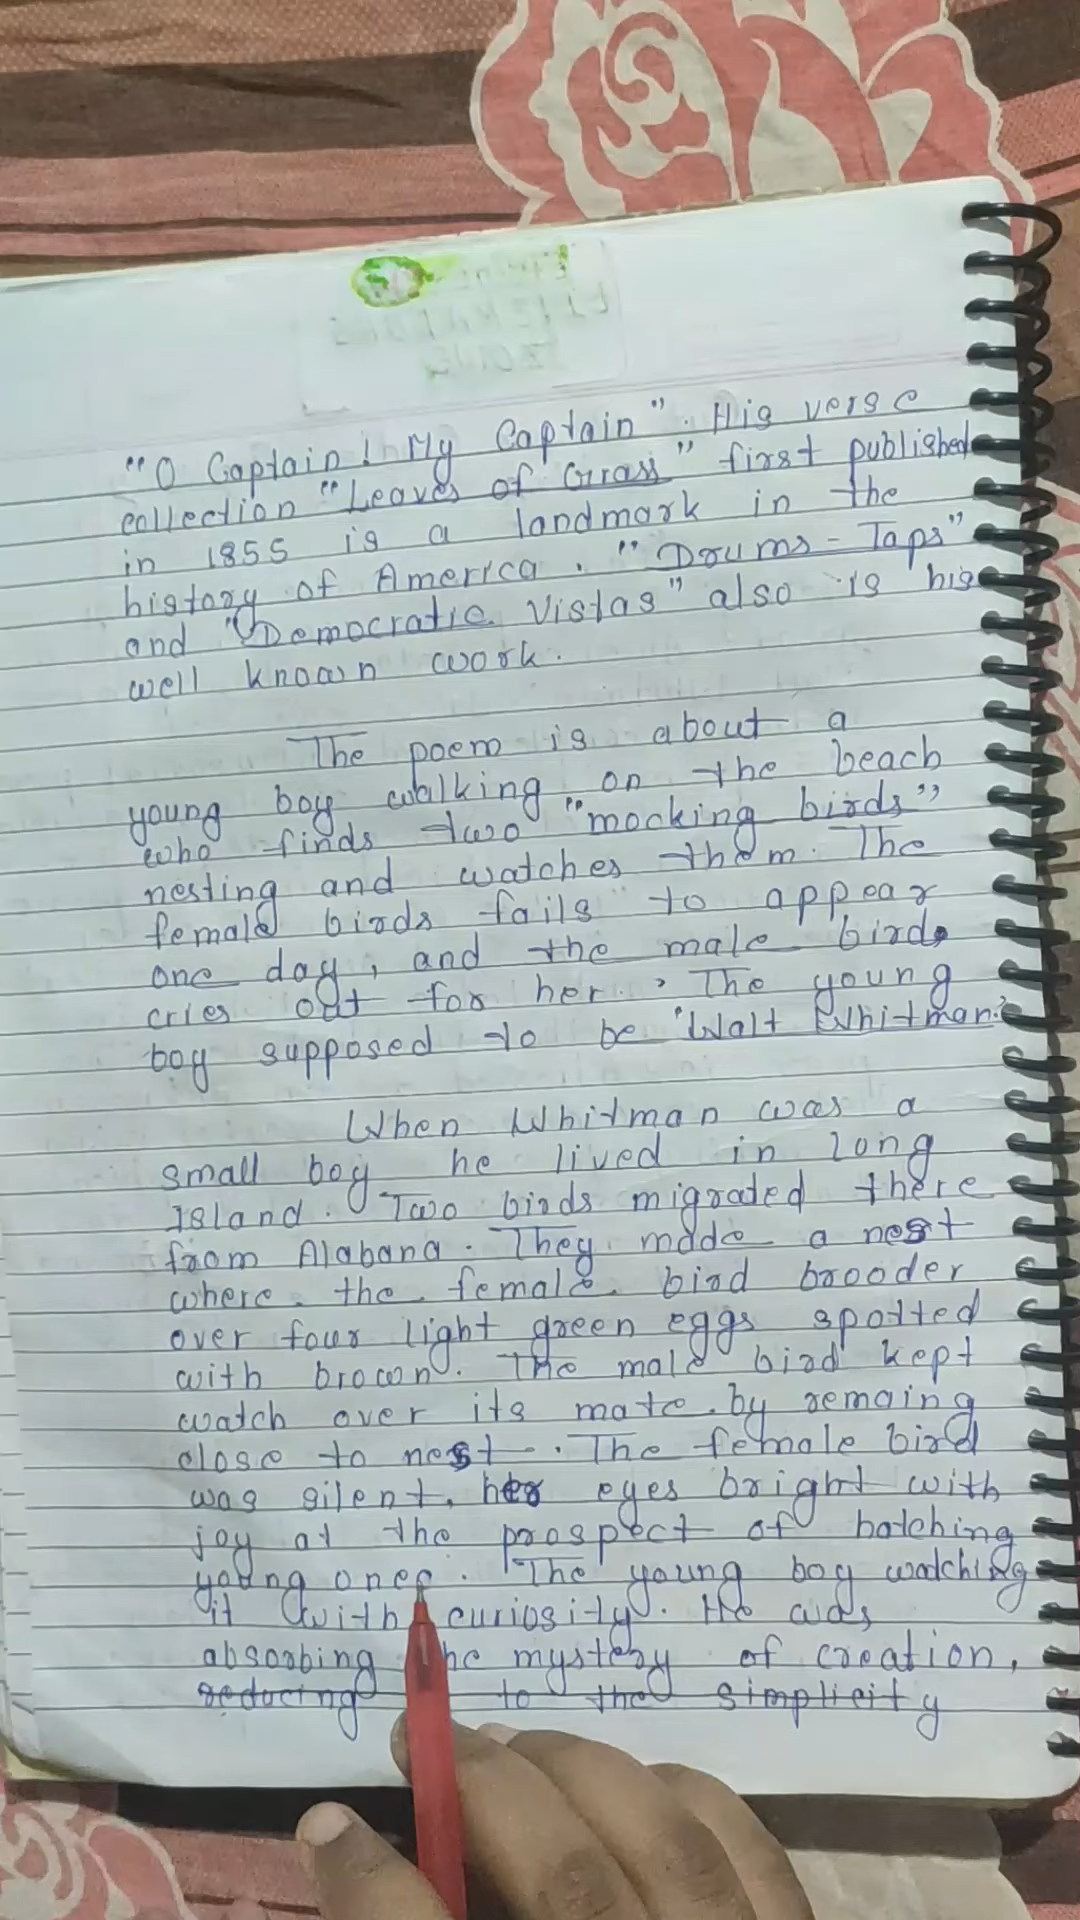 "O Captain! My Captain". His verse
collection "Leaves of Grass" first published
in 1855 is a landmark in the
history of America. "Drums-Taps"
and "Democratic Vistas" also is his
well known work.
The poem is about a
young boy walking on the beach
who finds two "mocking birds"
nesting and watches them. The
female birds fails to appear
one day, and the male bird
cries out for her. The young
boy supposed to be "Walt Whitman"
When Whitman was a
small boy he lived in long
Island. Two birds migrated there
from Alabana. They made a nest
where the female bird brooder
over four light green eggs spotted
with brown. The male bird kept
watch over its mate by remaing
close to nest. The female bird
was silent, her eyes bright with
joy at the prospect of hatching
young ones. The young boy watching
it with curiosity. He was
absorbing the mystery of creation,
reducing to the simplicity